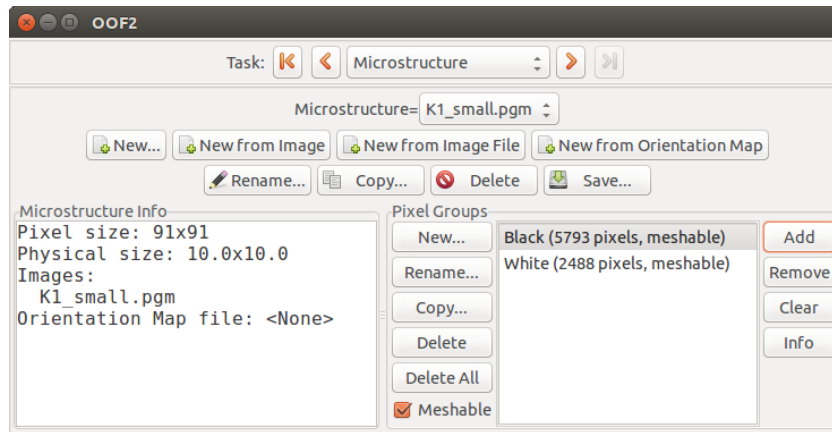 OOF2
Task: Microstructure
Microstructure= K1_small.pgm
New... New from Image New from Image File New from Orientation Map
Rename... Copy... Delete Save...
Microstructure Info
Pixel size: 91x91
Physical size: 10.0x10.0
Images:
K1_small.pgm
Orientation Map file: <None>
Pixel Groups
New...
Rename...
Copy...
Delete
Delete All
Meshable
Black (5793 pixels, meshable)
White (2488 pixels, meshable)
Add
Remove
Clear
Info